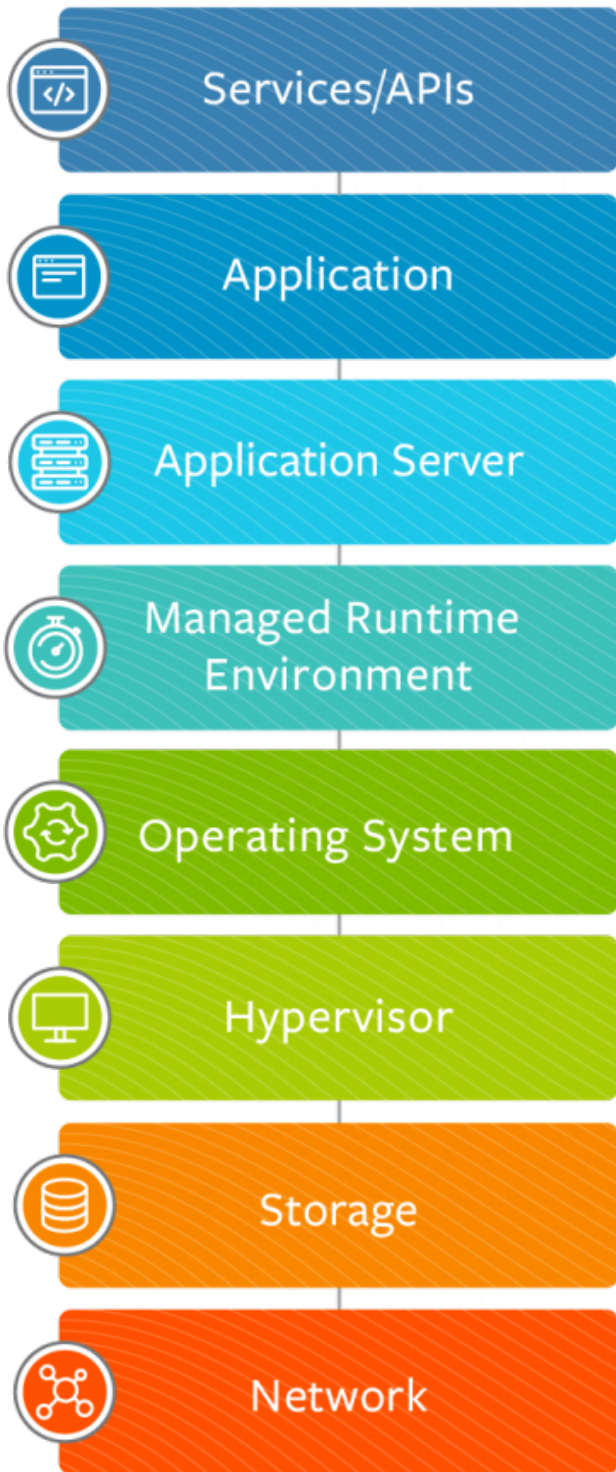 Services/APIs
Application
Application Server
Managed Runtime
Environment
Operating System
Hypervisor
Storage
Network